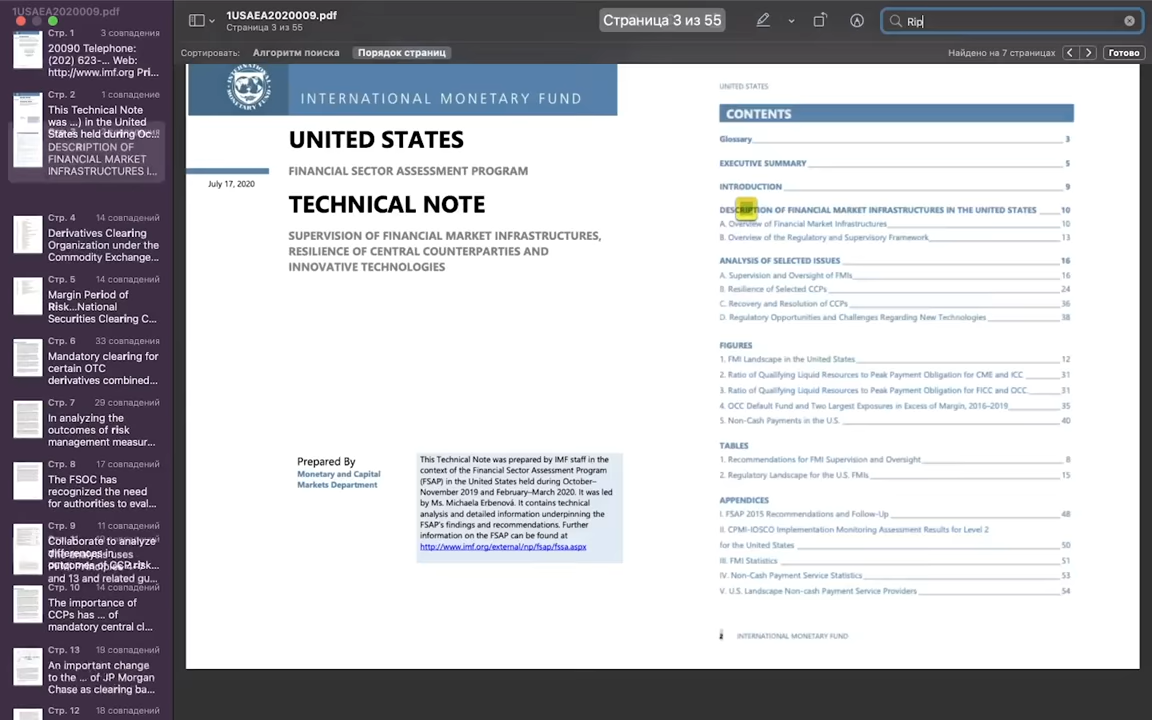 1USAEA2020009.pdf
Стр. 1 3 совпадения
20090 Telephone:
(202) 623-... Web:
http://www.imf.org Pri...
Стр. 2 1 совпадение
This Technical Note
was ...) in the United
States held during Oc...
DESCRIPTION OF
FINANCIAL MARKET
INFRASTRUCTURES I...
Стр. 4 14 совпадений
Derivatives Clearing
Organization under the
Commodity Exchange...
Стр. 5 14 совпадений
Margin Period of
Risk...National
Securities Clearing C...
Стр. 6 33 совпадения
Mandatory clearing for
certain OTC
derivatives combined...
Стр. 7 29 совпадений
In analyzing the
outcomes of risk
management measur...
Стр. 8 17 совпадений
The FSOC has
recognized the need
for authorities to eval...
Стр. 9 11 совпадений
Collaborate to analyze
differences in
outcomes of CCP risk...
and 13 and related gu...
Стр. 10 14 совпадений
The importance of
CCPs has ... of
mandatory central cl...
Стр. 13 19 совпадений
An important change
to the ... of JP Morgan
Chase as clearing ba...
Стр. 12 18 совпадений
1USAEA2020009.pdf
Страница 3 из 55
Страница 3 из 55
Rip
Сортировать: Алгоритм поиска Порядок страниц
Найдено на 7 страницах
Готово
INTERNATIONAL MONETARY FUND
July 17, 2020
UNITED STATES
FINANCIAL SECTOR ASSESSMENT PROGRAM
TECHNICAL NOTE
SUPERVISION OF FINANCIAL MARKET INFRASTRUCTURES,
RESILIENCE OF CENTRAL COUNTERPARTIES AND
INNOVATIVE TECHNOLOGIES
Prepared By
Monetary and Capital
Markets Department
This Technical Note was prepared by IMF staff in the
context of the Financial Sector Assessment Program
(FSAP) in the United States held during October–
November 2019 and February–March 2020. It was led
by Ms. Michaela Erbenová. It contains technical
analysis and detailed information underpinning the
FSAP's findings and recommendations. Further
information on the FSAP can be found at
http://www.imf.org/external/np/fsap/fssa.aspx
UNITED STATES
CONTENTS
Glossary 3
EXECUTIVE SUMMARY 5
INTRODUCTION 9
DESCRIPTION OF FINANCIAL MARKET INFRASTRUCTURES IN THE UNITED STATES 10
A. Overview of Financial Market Infrastructures 10
B. Overview of the Regulatory and Supervisory Framework 13
ANALYSIS OF SELECTED ISSUES 16
A. Supervision and Oversight of FMIs 16
B. Resilience of Selected CCPs 24
C. Recovery and Resolution of CCPs 36
D. Regulatory Opportunities and Challenges Regarding New Technologies 38
FIGURES
1. FMI Landscape in the United States 12
2. Ratio of Qualifying Liquid Resources to Peak Payment Obligation for CME and ICC 31
3. Ratio of Qualifying Liquid Resources to Peak Payment Obligation for FICC and OCC 31
4. OCC Default Fund and Two Largest Exposures in Excess of Margin, 2016–2019 35
5. Non-Cash Payments in the U.S. 40
TABLES
1. Recommendations for FMI Supervision and Oversight 8
2. Regulatory Landscape for the U.S. FMIs 15
APPENDICES
I. FSAP 2015 Recommendations and Follow-Up 48
II. CPMI-IOSCO Implementation Monitoring Assessment Results for Level 2
for the United States 50
III. FMI Statistics 51
IV. Non-Cash Payment Service Statistics 53
V. U.S. Landscape Non-cash Payment Service Providers 54
2 INTERNATIONAL MONETARY FUND